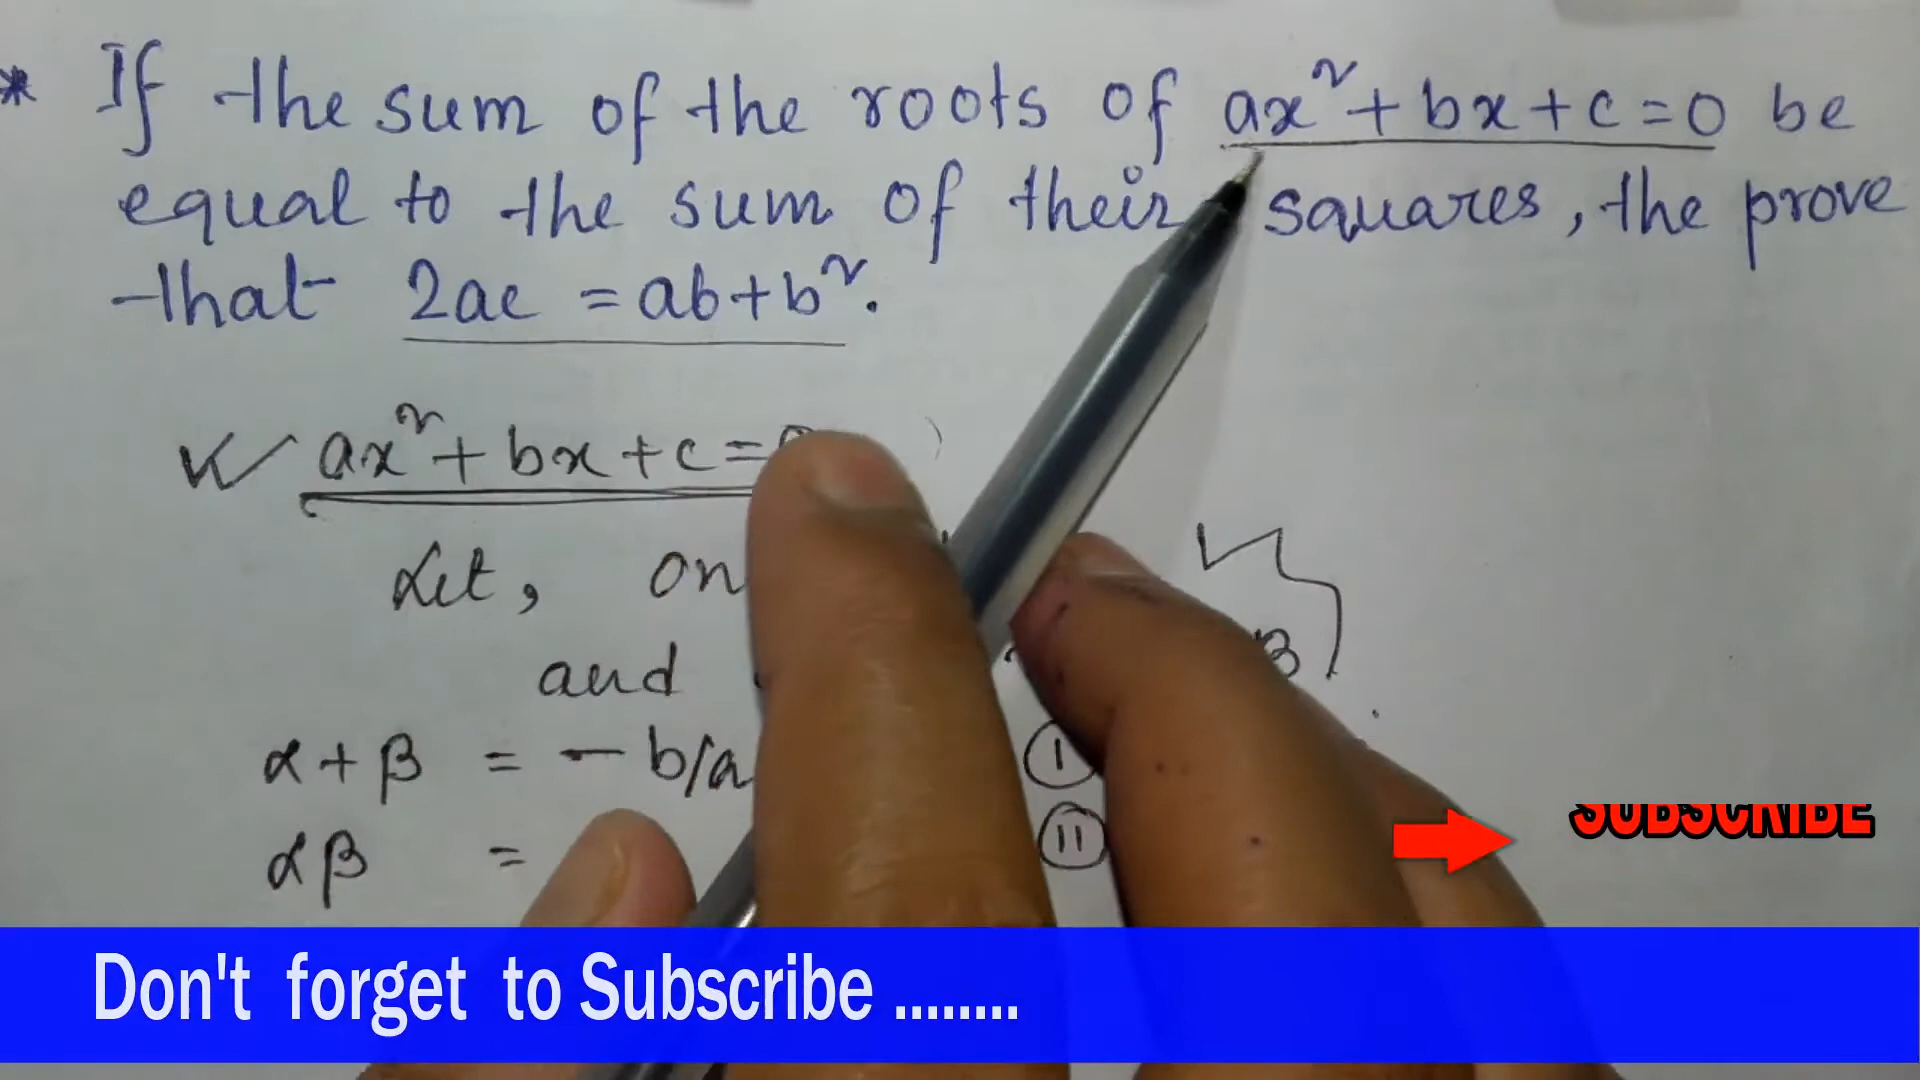 * If the sum of the roots of ax²+bx+c=0 be
equal to the sum of their squares, the prove
that 2ac = ab+b².
ax²+bx+c=
Let, on
and
β
α+β = - b/a
I
αβ =
II
SUBSCRIBE
Don't forget to Subscribe ........